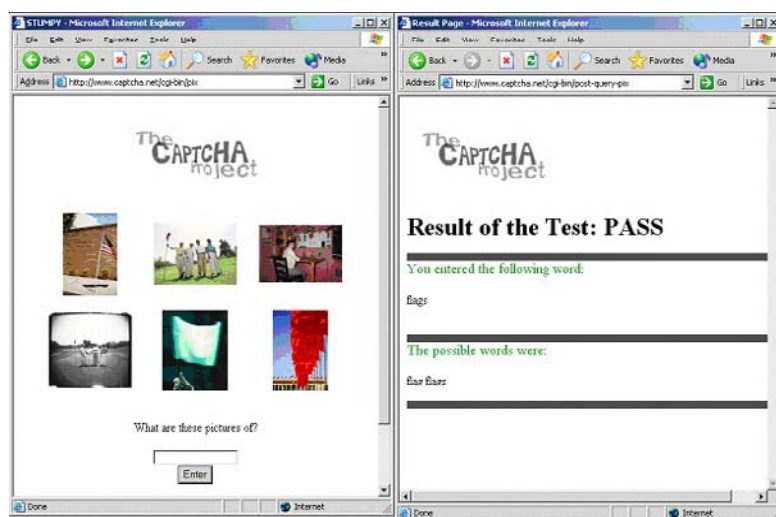 STUMPY - Microsoft Internet Explorer
File Edit View Favorites Tools Help
Back Search Favorites Media »
Address http://www.captcha.net/cgi-bin/pix Go Links »
The
CAPTCHA
Project
What are these pictures of?
Enter
Done Internet
Result Page - Microsoft Internet Explorer
File Edit View Favorites Tools Help
Back Search Favorites Media »
Address http://www.captcha.net/cgi-bin/post-query-pix Go Links »
The
CAPTCHA
Project
Result of the Test: PASS
You entered the following word:
flags
The possible words were:
flag flags
Done Internet